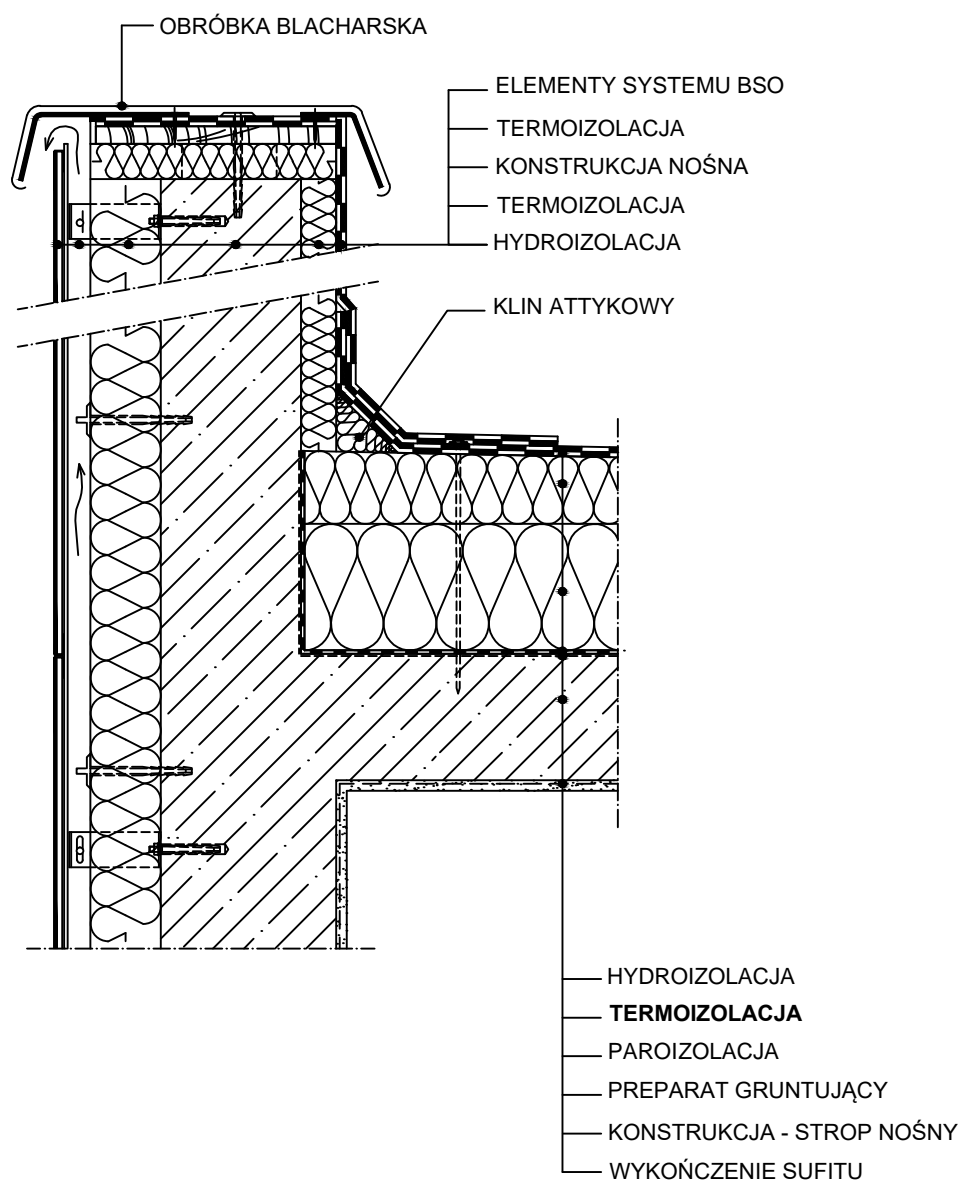 OBRÓBKA BLACHARSKA
ELEMENTY SYSTEMU BSO
TERMOIZOLACJA
KONSTRUKCJA NOŚNA
TERMOIZOLACJA
HYDROIZOLACJA
KLIN ATTYKOWY
HYDROIZOLACJA
TERMOIZOLACJA
PAROIZOLACJA
PREPARAT GRUNTUJĄCY
KONSTRUKCJA - STROP NOŚNY
WYKOŃCZENIE SUFITU